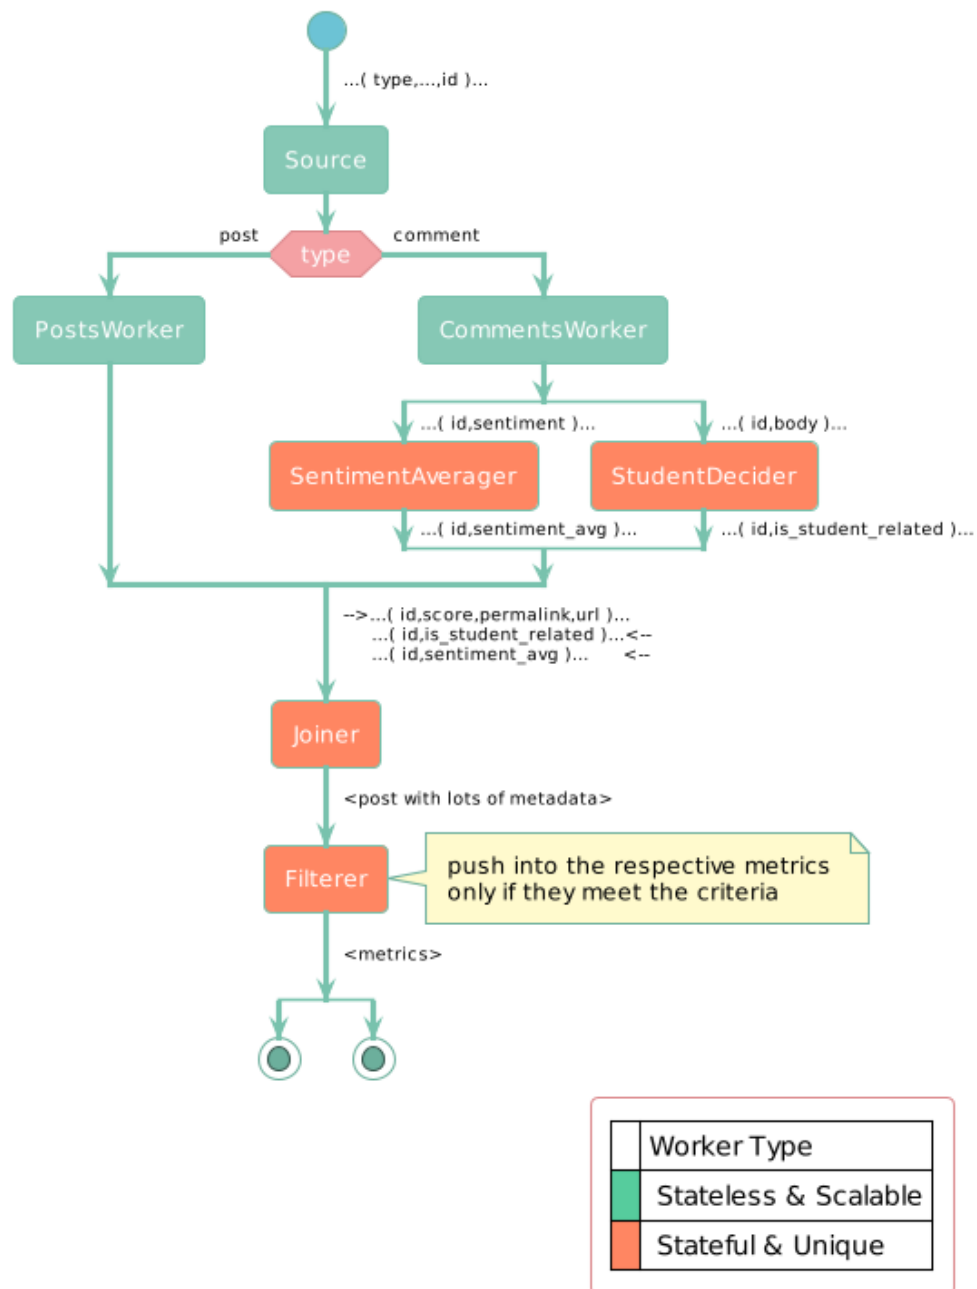 ...( type,...,id )...
Source
post
type
comment
PostsWorker
CommentsWorker
...( id,sentiment )...
...( id,body )...
SentimentAverager
StudentDecider
...( id,sentiment_avg )...
...( id,is_student_related )...
-->...( id,score,permalink,url )...
...( id,is_student_related )...<--
...( id,sentiment_avg )... <--
Joiner
<post with lots of metadata>
Filterer
push into the respective metrics
only if they meet the criteria
<metrics>
Worker Type
Stateless & Scalable
Stateful & Unique